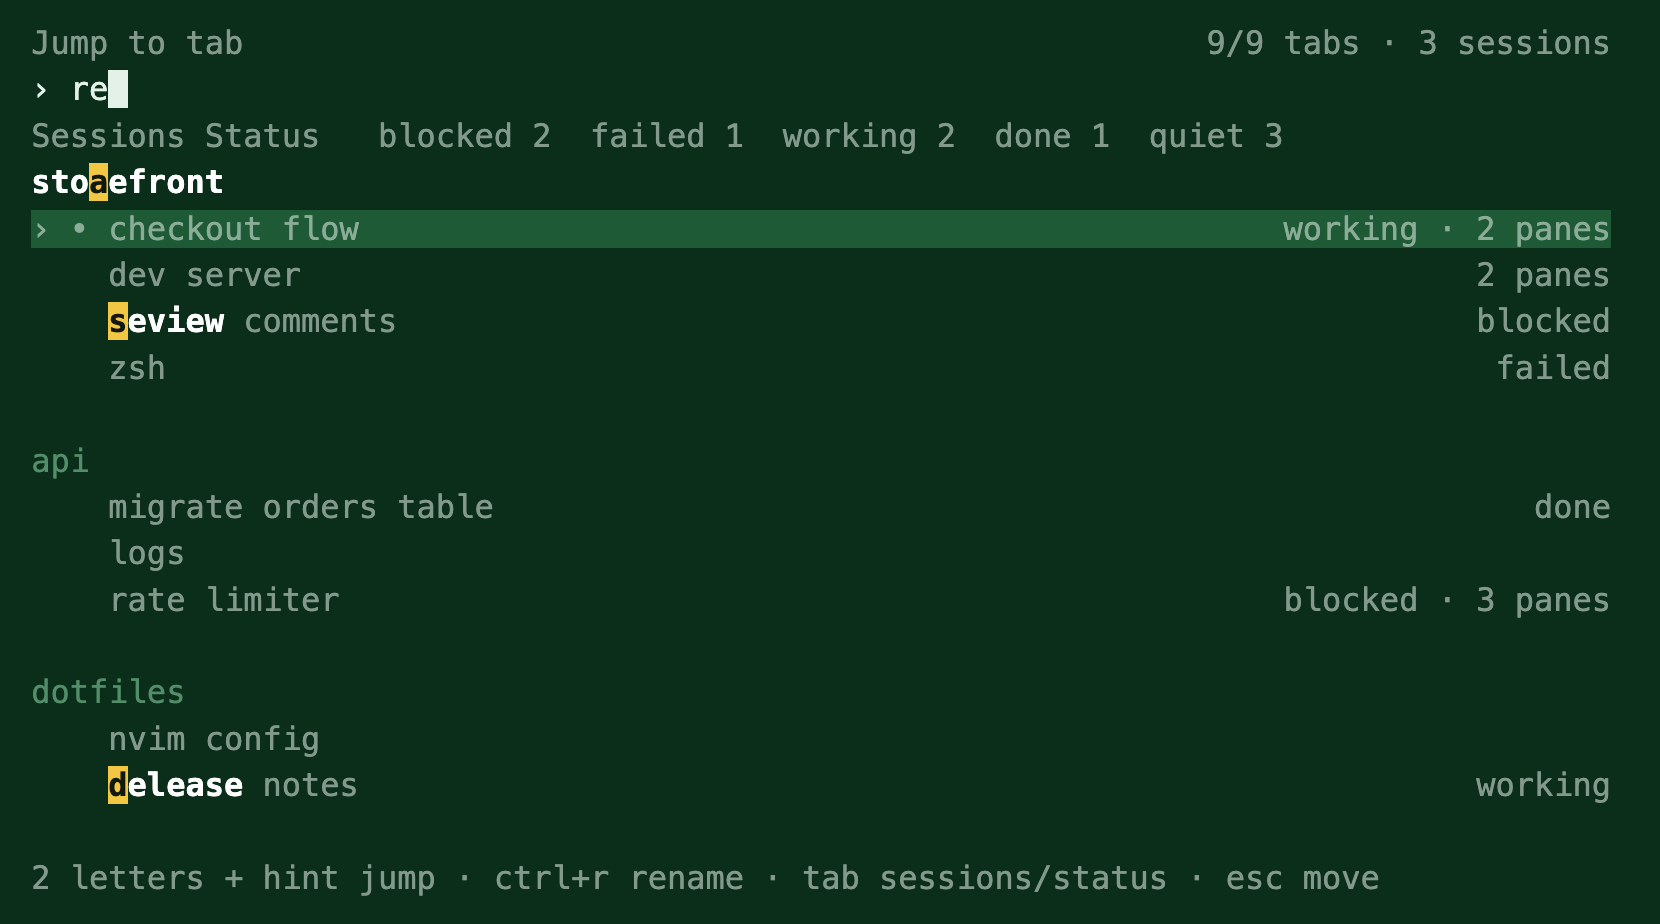 Jump to tab 9/9 tabs · 3 sessions
› re
Sessions Status blocked 2 failed 1 working 2 done 1 quiet 3
stoaefront
› • checkout flow working · 2 panes
dev server 2 panes
seview comments blocked
zsh failed
api
migrate orders table done
logs
rate limiter blocked · 3 panes
dotfiles
nvim config
delease notes working
2 letters + hint jump · ctrl+r rename · tab sessions/status · esc move